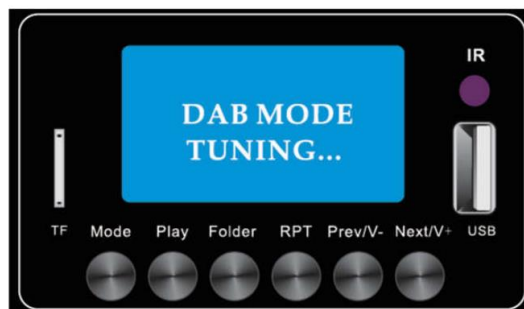 IR
DAB MODE
TUNING...
TF Mode Play Folder RPT Prev/V- Next/V+ USB